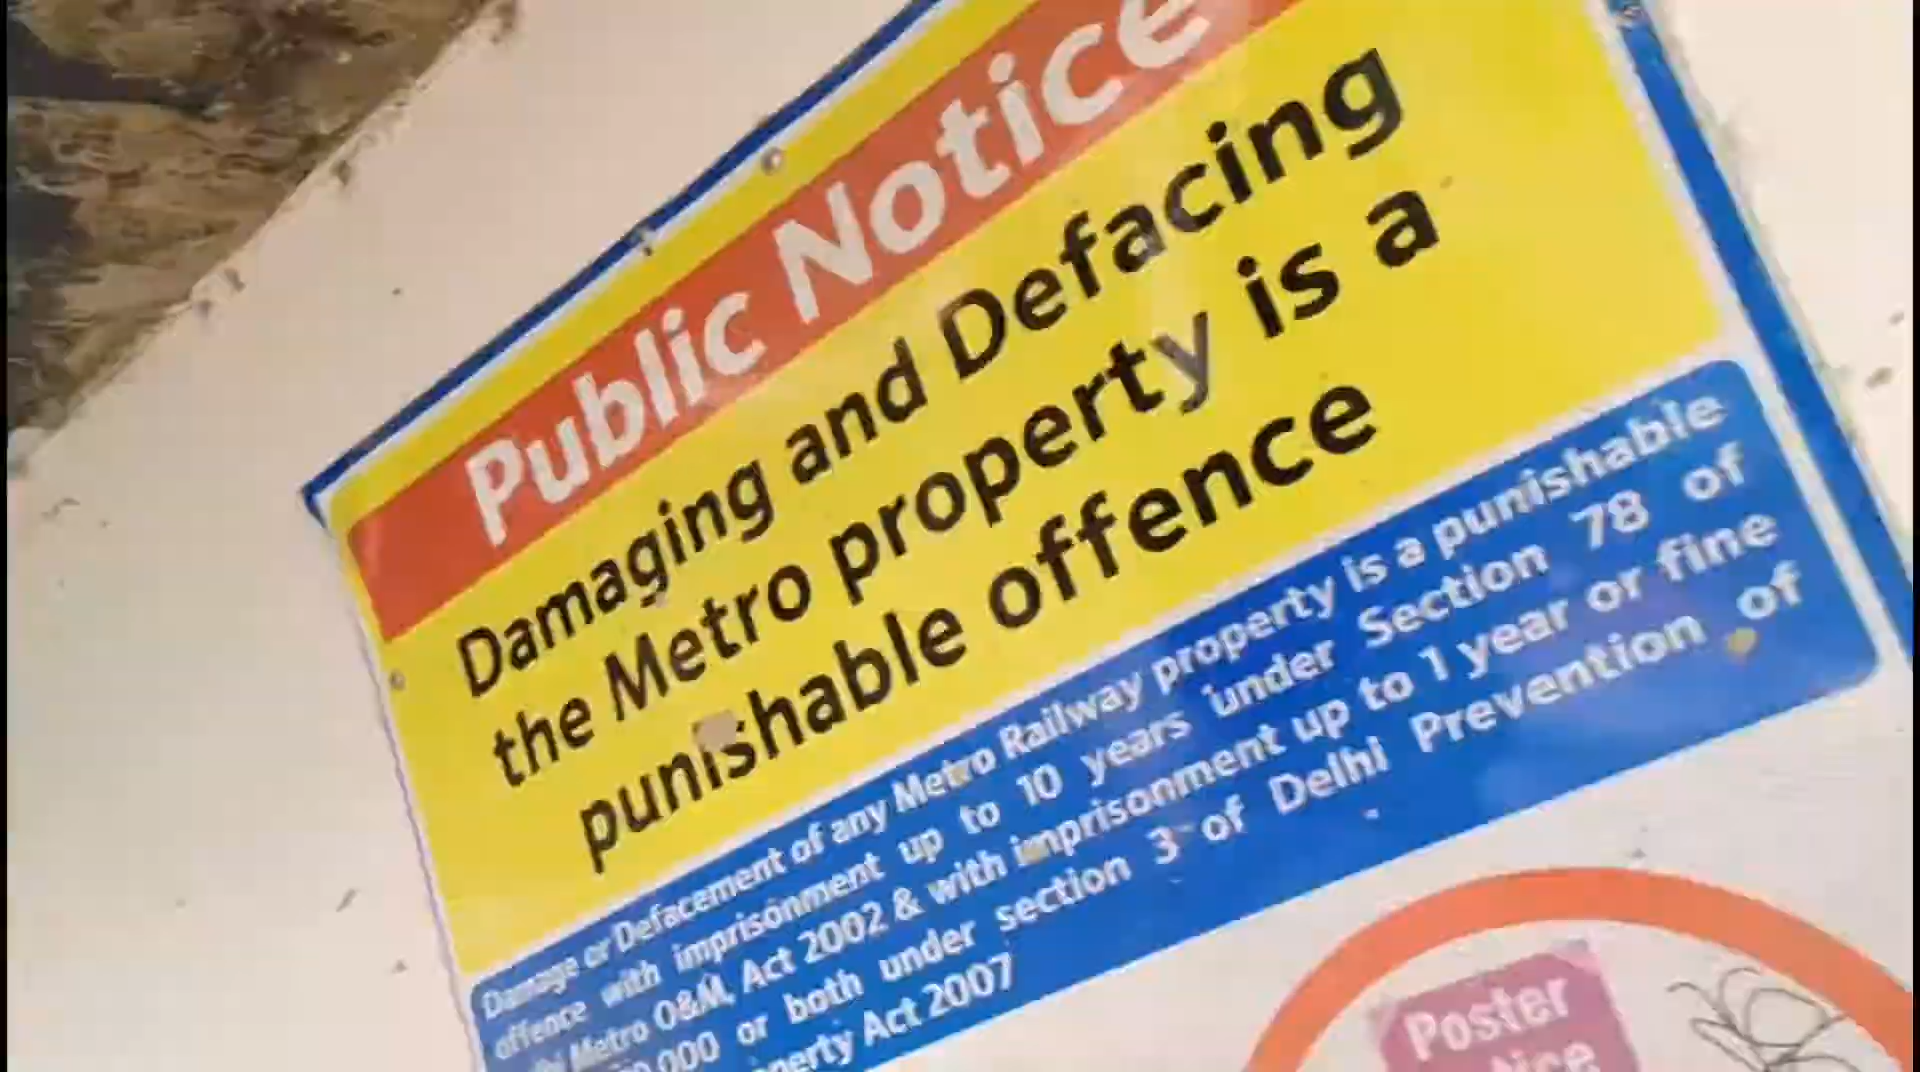 Public Notice
Damaging and Defacing
the Metro property is a
punishable offence
Damage or Defacement of any Metro Railway property is a punishable
offence with imprisonment up to 10 years under Section 78 of
Metro O&M, Act 2002 & with imprisonment up to 1 year or fine
or both under section 3 of Delhi Prevention of
Act 2007
Poster